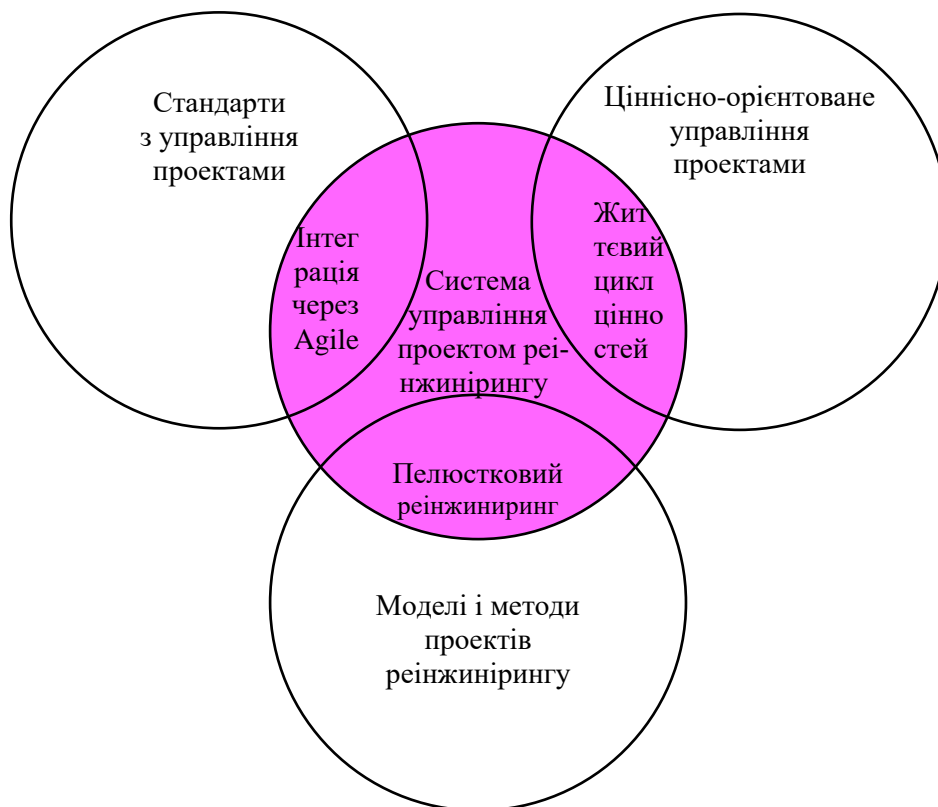 Стандарти
з управління
проектами
Ціннісно-орієнтоване
управління
проектами
Інтег
рація
через
Agile
Система
управління
проектом реі-
нжинірингу
Жит
тєвий
цикл
цінно
стей
Пелюстковий
реінжиниринг
Моделі і методи
проектів
реінжинірингу